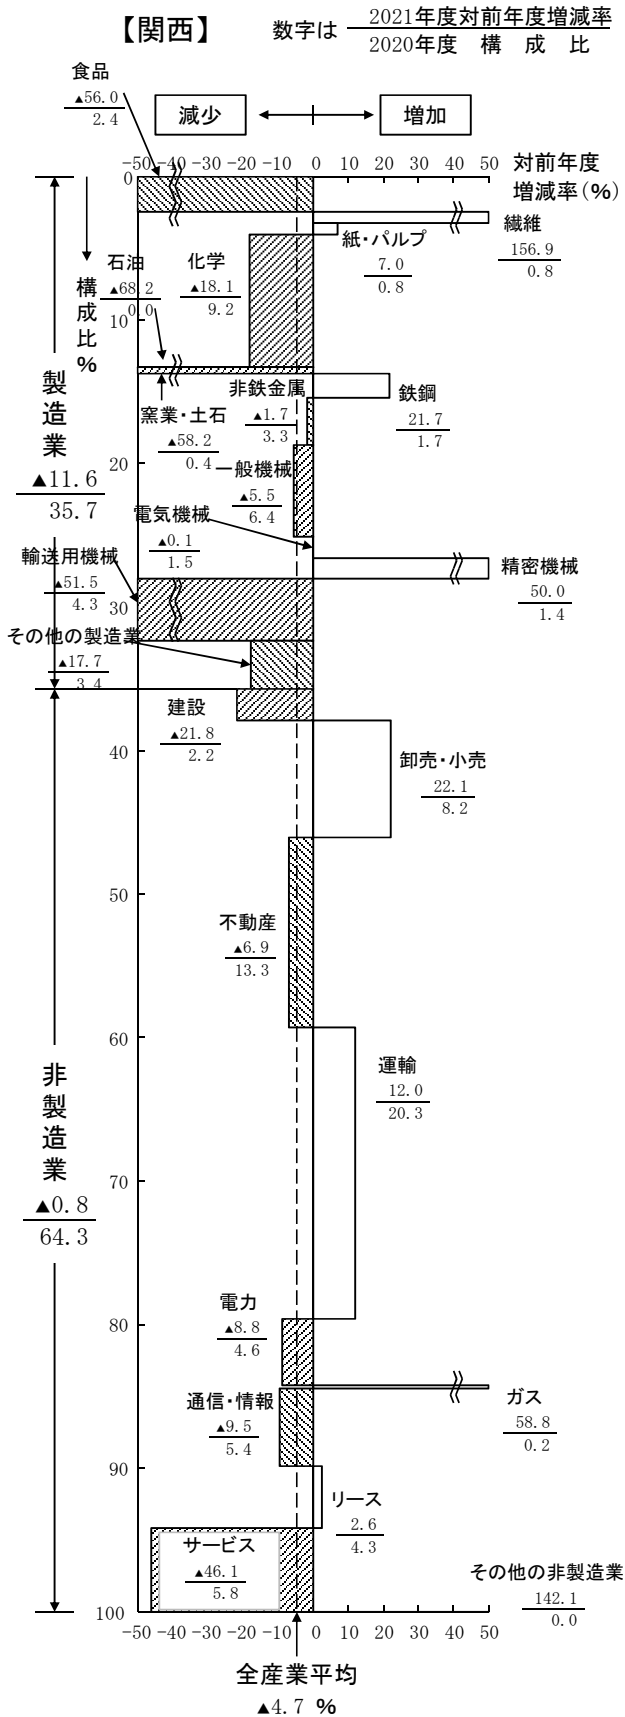 【関西】
数字は 2021年度対前年度増減率
2020年度 構 成 比
食品
▲56.0
2.4
減少
増加
-50 -40 -30 -20 -10 0 10 20 30 40 50
対前年度
増減率(%)
0
繊維
156.9
0.8
紙・パルプ
7.0
0.8
構成比%
石油
▲68.2
0.0
化学
▲18.1
9.2
10
製造業
▲11.6
35.7
窯業・土石
▲58.2
0.4
非鉄金属
▲1.7
3.3
鉄鋼
21.7
1.7
20
一般機械
▲5.5
6.4
電気機械
▲0.1
1.5
輸送用機械
▲51.5
4.3
精密機械
50.0
1.4
30
その他の製造業
▲17.7
3.4
建設
▲21.8
2.2
40
卸売・小売
22.1
8.2
50
不動産
▲6.9
13.3
60
運輸
12.0
20.3
非製造業
▲0.8
64.3
70
電力
▲8.8
4.6
80
通信・情報
▲9.5
5.4
ガス
58.8
0.2
90
リース
2.6
4.3
サービス
▲46.1
5.8
その他の非製造業
142.1
0.0
100
-50 -40 -30 -20 -10 0 10 20 30 40 50
全産業平均
▲4.7 %